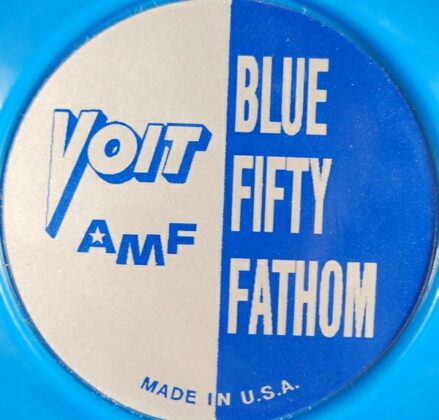 VOIT
AMF
BLUE
FIFTY
FATHOM
MADE IN U.S.A.